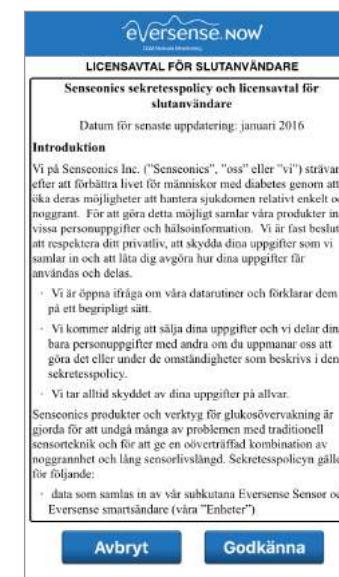 eversense NOW
CGM Remote Monitoring
LICENSAVTAL FÖR SLUTANVÄNDARE
Senseonics sekretesspolicy och licensavtal för
slutanvändare
Datum för senaste uppdatering: januari 2016
Introduktion
Vi på Senseonics Inc. ("Senseonics", "oss" eller "vi") strävar
efter att förbättra livet för människor med diabetes genom att
öka deras möjligheter att hantera sjukdomen relativt enkelt oc
noggrant. För att göra detta möjligt samlar våra produkter in
vissa personuppgifter och hälsoinformation. Vi är fast beslut
att respektera ditt privatliv, att skydda dina uppgifter som vi
samlar in och att låta dig avgöra hur dina uppgifter får
användas och delas.
· Vi är öppna ifråga om våra datarutiner och förklarar dem
på ett begripligt sätt.
· Vi kommer aldrig att sälja dina uppgifter och vi delar din
bara personuppgifter med andra om du uppmanar oss att
göra det eller under de omständigheter som beskrivs i den
sekretesspolicy.
· Vi tar alltid skyddet av dina uppgifter på allvar.
Senseonics produkter och verktyg för glukosövervakning är
gjorda för att undgå många av problemen med traditionell
sensorteknik och för att ge en oöverträffad kombination av
noggrannhet och lång sensorlivslängd. Sekretesspolicyn gälle
för följande:
· data som samlas in av vår subkutana Eversense Sensor oc
Eversense smartsändare (våra "Enheter")
Avbryt Godkänna